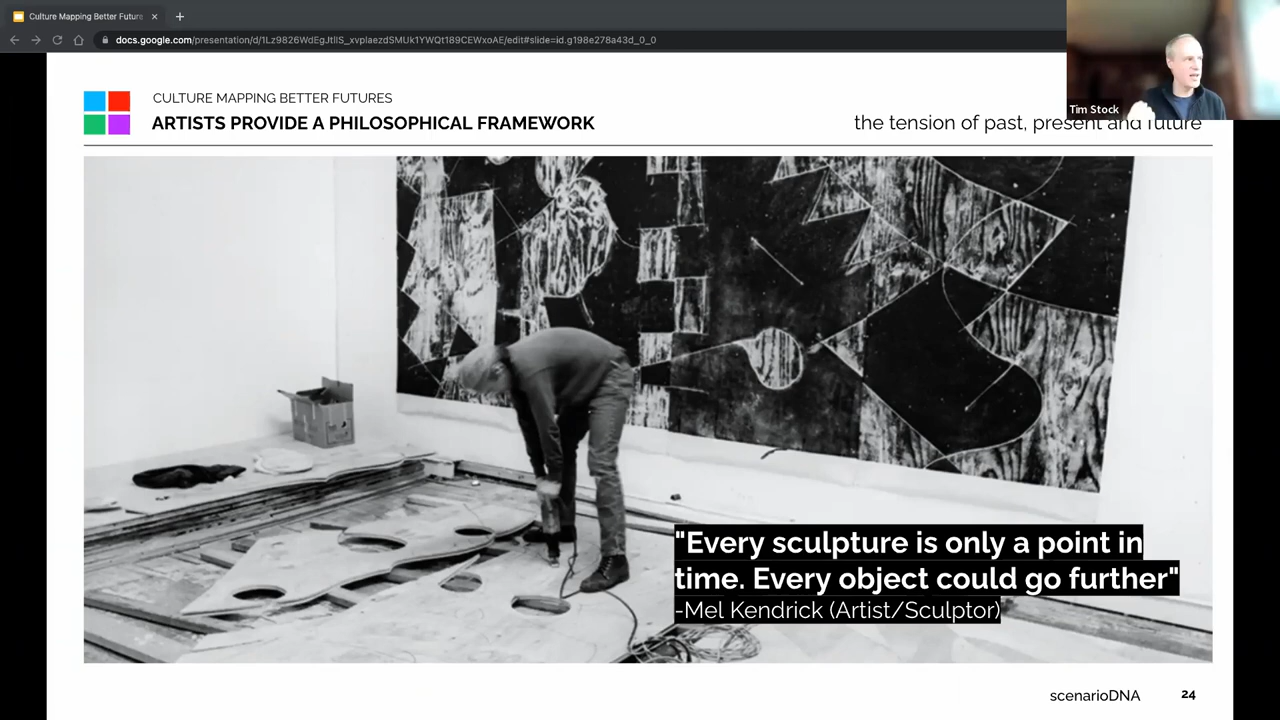 Culture Mapping Better Future
docs.google.com/presentation/d/1Lz9826WdEgJtlIS_xvplaezdSMUk1YWQt189CEWxoAE/edit#slide=id.g198e278a43d_0_0
Tim Stock
CULTURE MAPPING BETTER FUTURES
ARTISTS PROVIDE A PHILOSOPHICAL FRAMEWORK
the tension of past, present and future
"Every sculpture is only a point in
time. Every object could go further"
-Mel Kendrick (Artist/Sculptor)
scenarioDNA
24